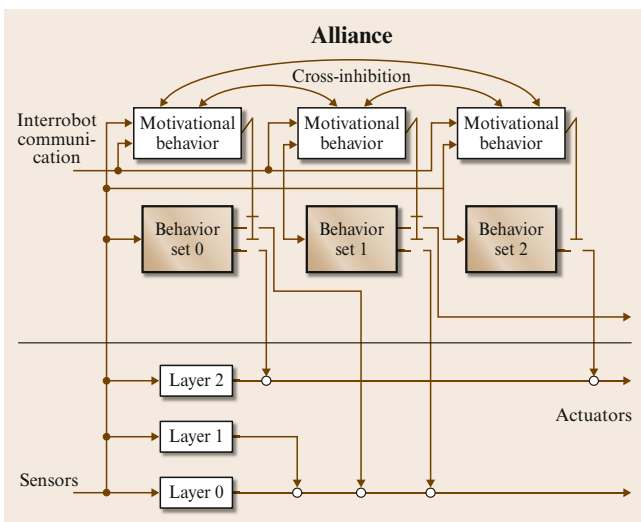 Alliance
Cross-inhibition
Interrobot
communi-
cation
Motivational
behavior
Motivational
behavior
Motivational
behavior
Behavior
set 0
Behavior
set 1
Behavior
set 2
Layer 2
Actuators
Layer 1
Sensors
Layer 0